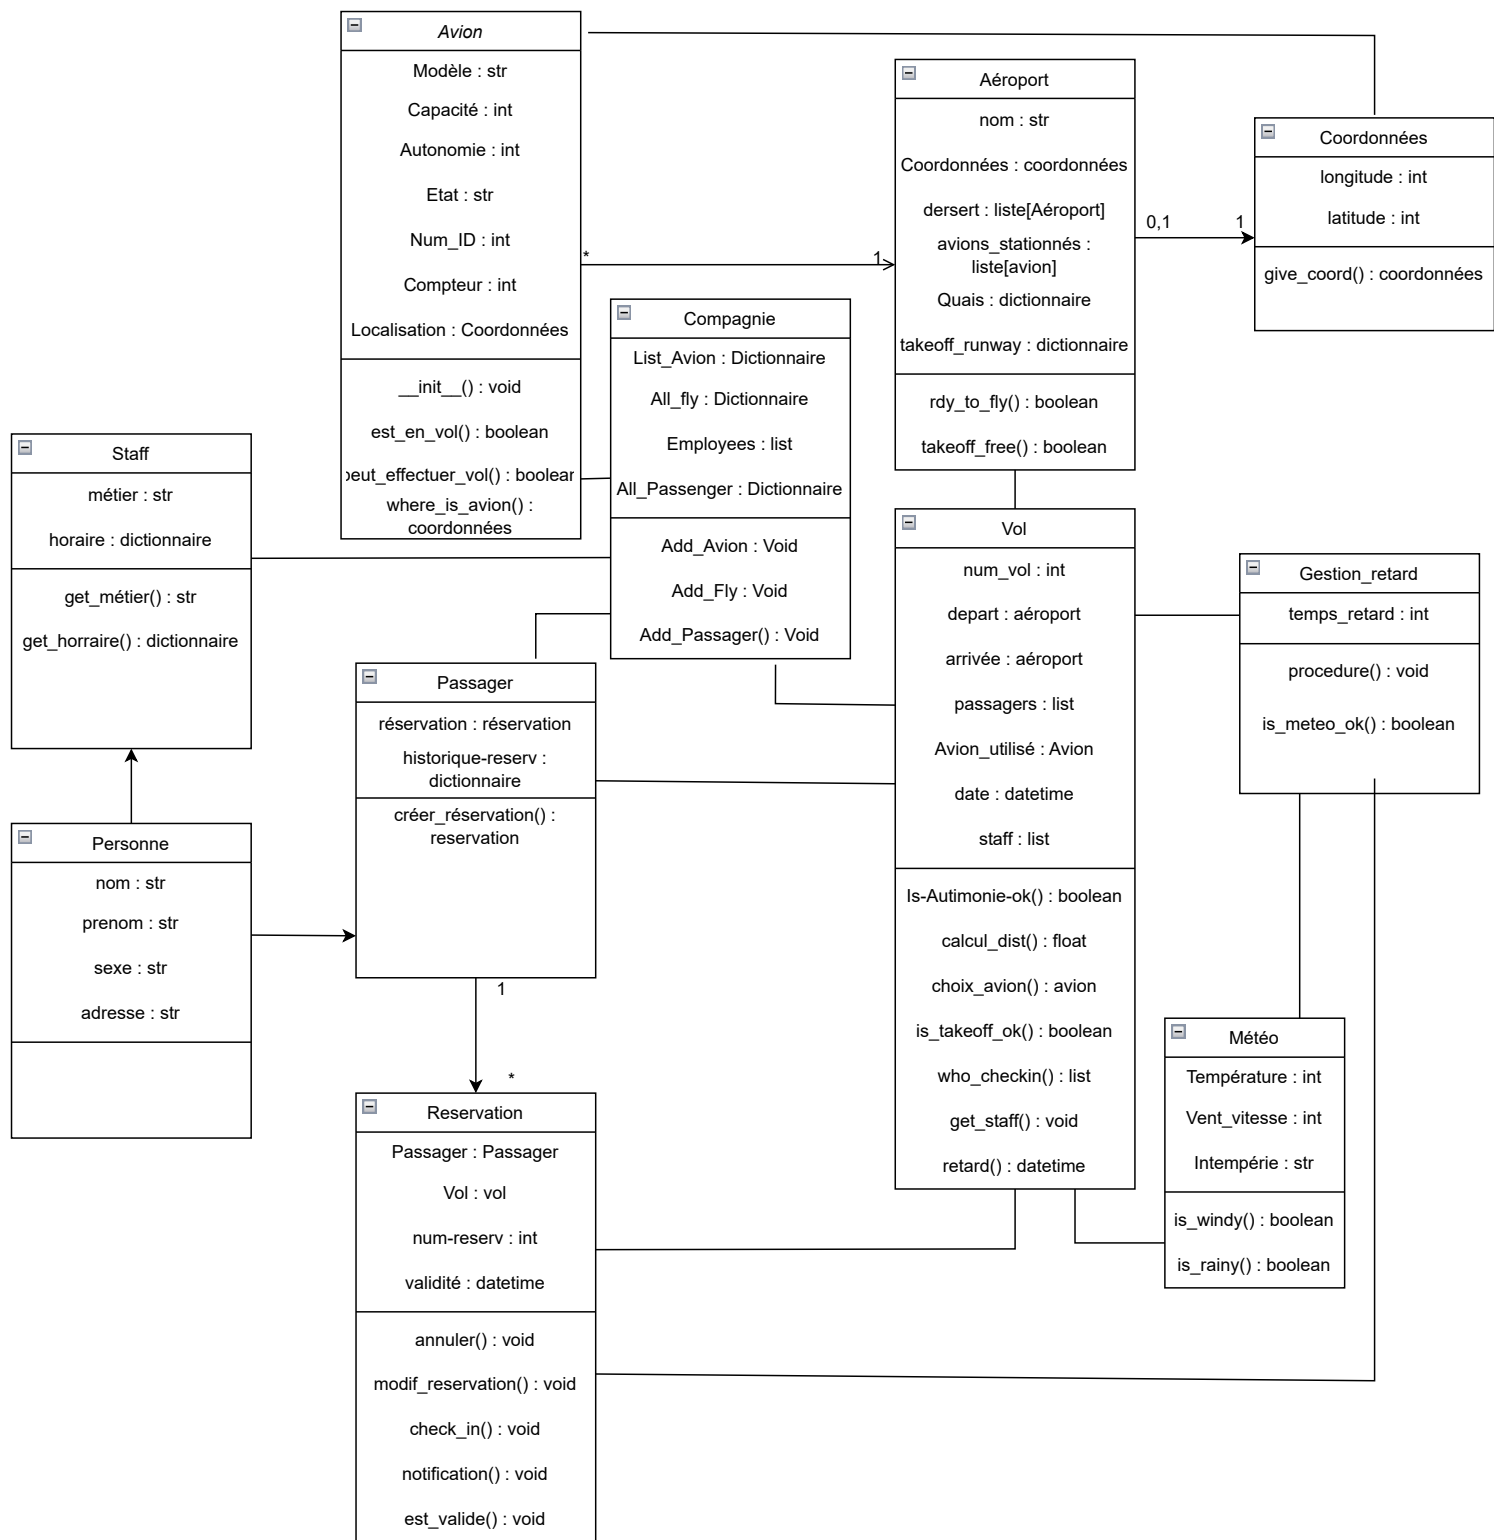 Avion
Modèle : str
Capacité : int
Autonomie : int
Etat : str
Num_ID : int
Compteur : int
Localisation : Coordonnées
__init__() : void
est_en_vol() : boolean
peut_effectuer_vol() : boolean
where_is_avion() :
coordonnées
*
1
Aéroport
nom : str
Coordonnées : coordonnées
dersert : liste[Aéroport]
avions_stationnés :
liste[avion]
Quais : dictionnaire
takeoff_runway : dictionnaire
rdy_to_fly() : boolean
takeoff_free() : boolean
0,1
1
Coordonnées
longitude : int
latitude : int
give_coord() : coordonnées
Compagnie
List_Avion : Dictionnaire
All_fly : Dictionnaire
Employees : list
All_Passenger : Dictionnaire
Add_Avion : Void
Add_Fly : Void
Add_Passager() : Void
Staff
métier : str
horaire : dictionnaire
get_métier() : str
get_horraire() : dictionnaire
Vol
num_vol : int
depart : aéroport
arrivée : aéroport
passagers : list
Avion_utilisé : Avion
date : datetime
staff : list
Is-Autimonie-ok() : boolean
calcul_dist() : float
choix_avion() : avion
is_takeoff_ok() : boolean
who_checkin() : list
get_staff() : void
retard() : datetime
Gestion_retard
temps_retard : int
procedure() : void
is_meteo_ok() : boolean
Passager
réservation : réservation
historique-reserv :
dictionnaire
créer_réservation() :
reservation
1
*
Personne
nom : str
prenom : str
sexe : str
adresse : str
Météo
Température : int
Vent_vitesse : int
Intempérie : str
is_windy() : boolean
is_rainy() : boolean
Reservation
Passager : Passager
Vol : vol
num-reserv : int
validité : datetime
annuler() : void
modif_reservation() : void
check_in() : void
notification() : void
est_valide() : void